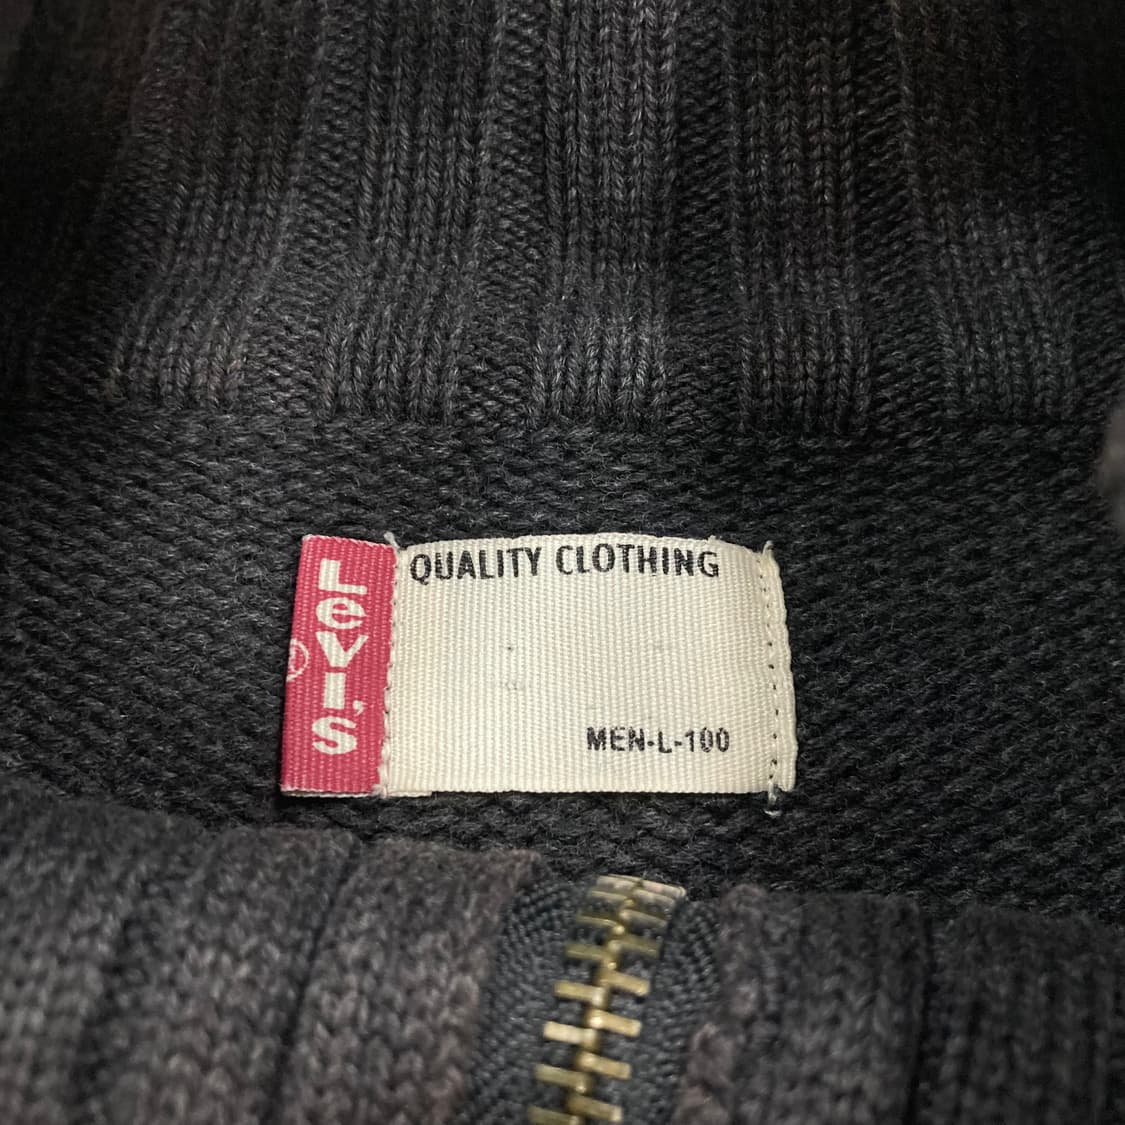 LeVI'S
®
QUALITY CLOTHING
MEN-L-100